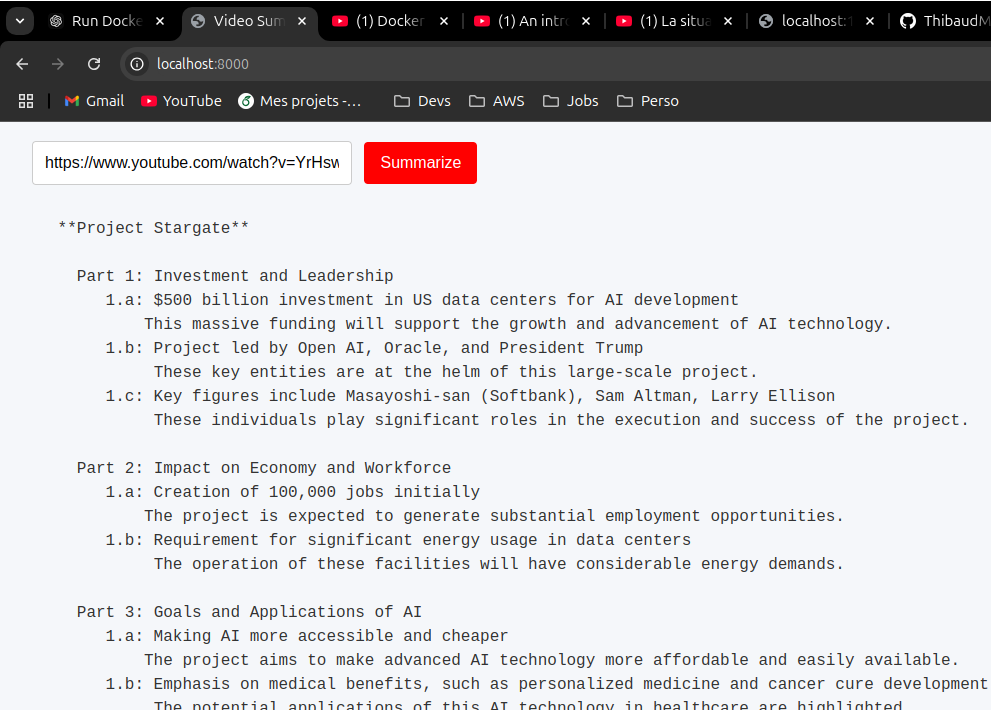 Run Docke
Video Sum
(1) Docker
(1) An intro
(1) La situa
localhost:1
ThibaudM
localhost:8000
Gmail
YouTube
Mes projets -...
Devs
AWS
Jobs
Perso
https://www.youtube.com/watch?v=YrHsw
Summarize
**Project Stargate**
Part 1: Investment and Leadership
1.a: $500 billion investment in US data centers for AI development
This massive funding will support the growth and advancement of AI technology.
1.b: Project led by Open AI, Oracle, and President Trump
These key entities are at the helm of this large-scale project.
1.c: Key figures include Masayoshi-san (Softbank), Sam Altman, Larry Ellison
These individuals play significant roles in the execution and success of the project.
Part 2: Impact on Economy and Workforce
1.a: Creation of 100,000 jobs initially
The project is expected to generate substantial employment opportunities.
1.b: Requirement for significant energy usage in data centers
The operation of these facilities will have considerable energy demands.
Part 3: Goals and Applications of AI
1.a: Making AI more accessible and cheaper
The project aims to make advanced AI technology more affordable and easily available.
1.b: Emphasis on medical benefits, such as personalized medicine and cancer cure development
The potential applications of this AI technology in healthcare are highlighted